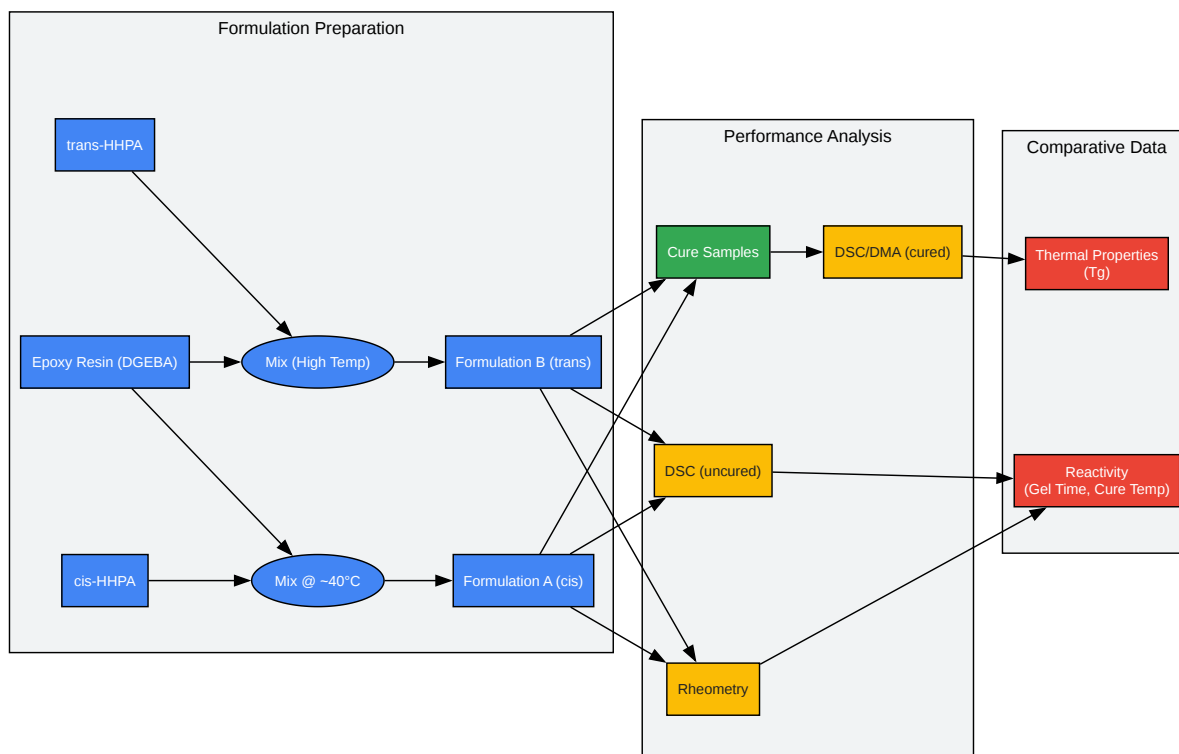 Formulation Preparation
trans-HHPA
Epoxy Resin (DGEBA)
Mix (High Temp)
Formulation B (trans)
cis-HHPA
Mix @ ~40°C
Formulation A (cis)
Performance Analysis
Cure Samples
DSC/DMA (cured)
DSC (uncured)
Rheometry
Comparative Data
Thermal Properties
(Tg)
Reactivity
(Gel Time, Cure Temp)